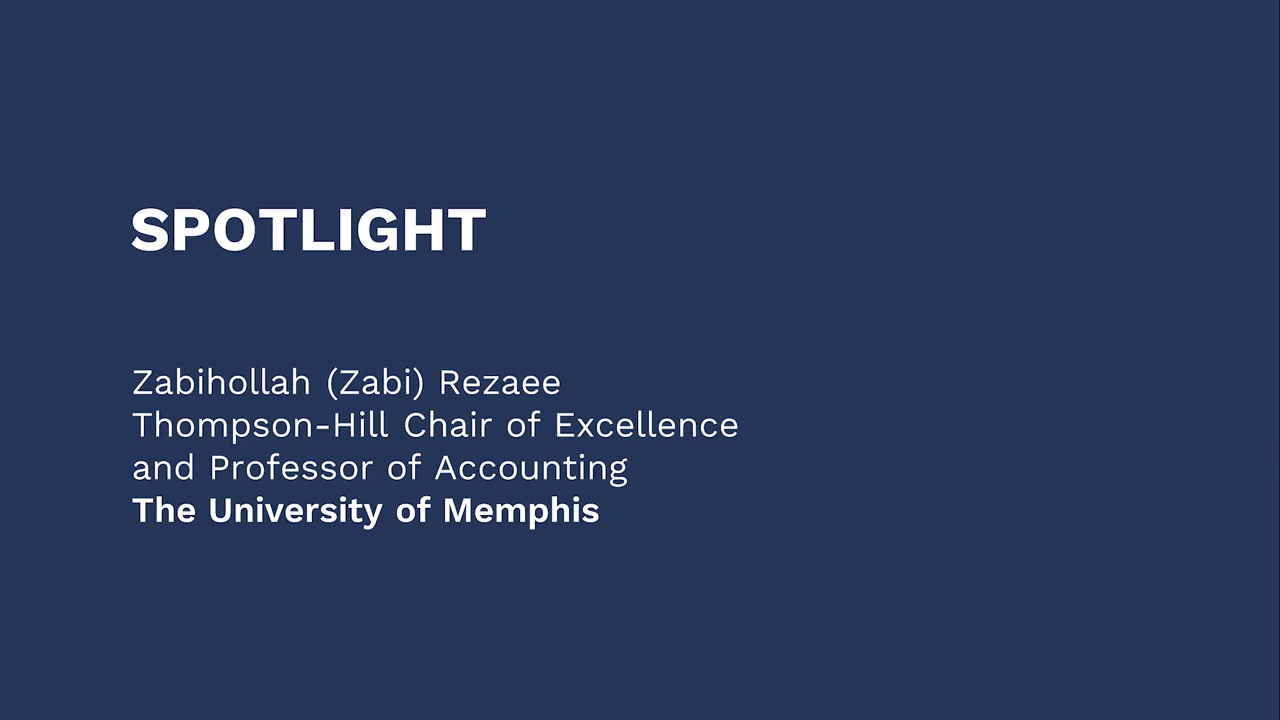 SPOTLIGHT
Zabihollah (Zabi) Rezaee
Thompson-Hill Chair of Excellence
and Professor of Accounting
The University of Memphis